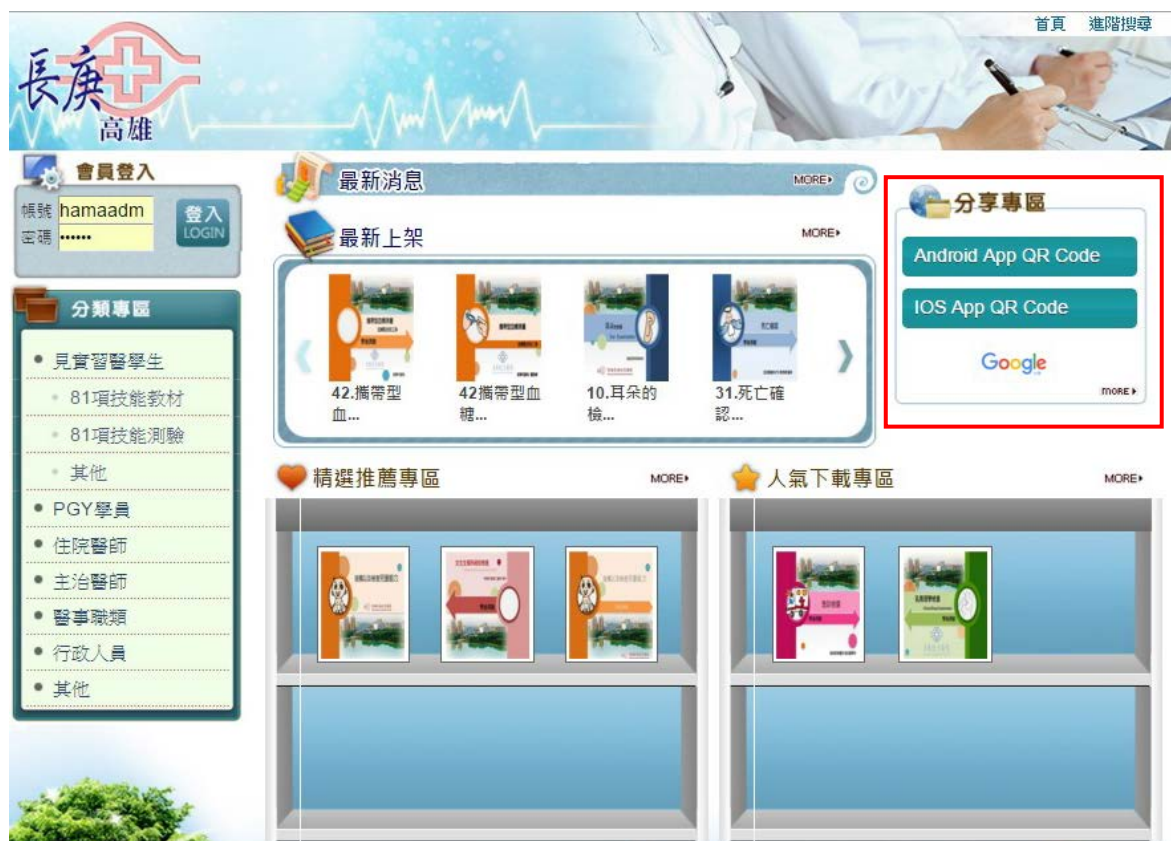 首頁 進階搜尋
長庚
高雄
會員登入
帳號 hamaadm
密碼 ••••••
登入
LOGIN
最新消息
MORE
最新上架
MORE
42.攜帶型
血...
42攜帶型血
糖...
10.耳朵的
檢...
31.死亡確
認...
分享專區
Android App QR Code
IOS App QR Code
Google
more
分類專區
見實習醫學生
81項技能教材
81項技能測驗
其他
PGY學員
住院醫師
主治醫師
醫事職類
行政人員
其他
精選推薦專區
MORE
人氣下載專區
MORE